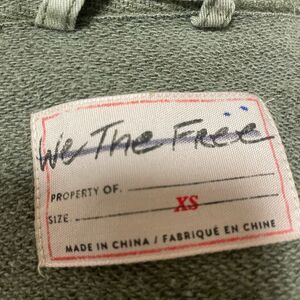 We The Free
PROPERTY OF.
SIZE XS
MADE IN CHINA / FABRIQUÉ EN CHINE